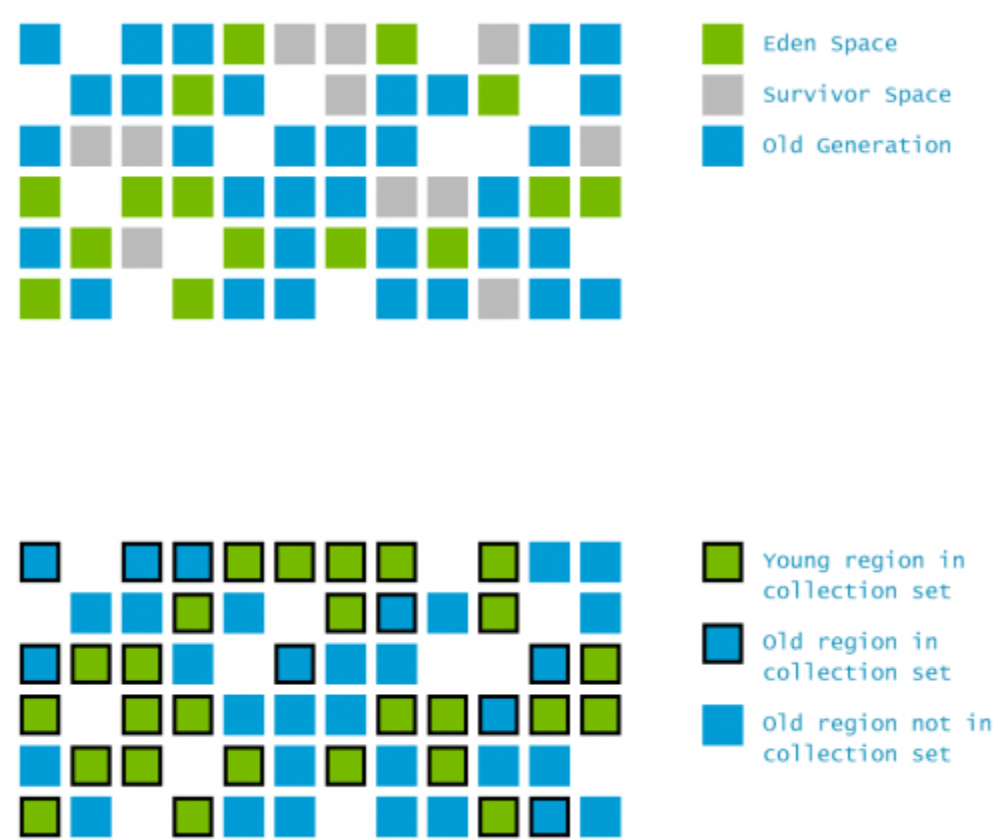 Eden Space
Survivor Space
Old Generation
Young region in
collection set
Old region in
collection set
Old region not in
collection set